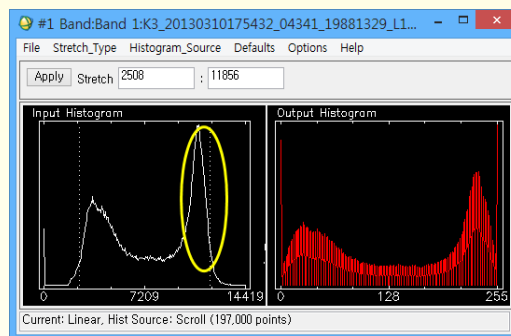 #1 Band:Band 1:K3_20130310175432_04341_19881329_L1...
File Stretch_Type Histogram_Source Defaults Options Help
Apply Stretch 2508 : 11856
Input Histogram Output Histogram
0 7209 14419 0 128 255
Current: Linear, Hist Source: Scroll (197,000 points)